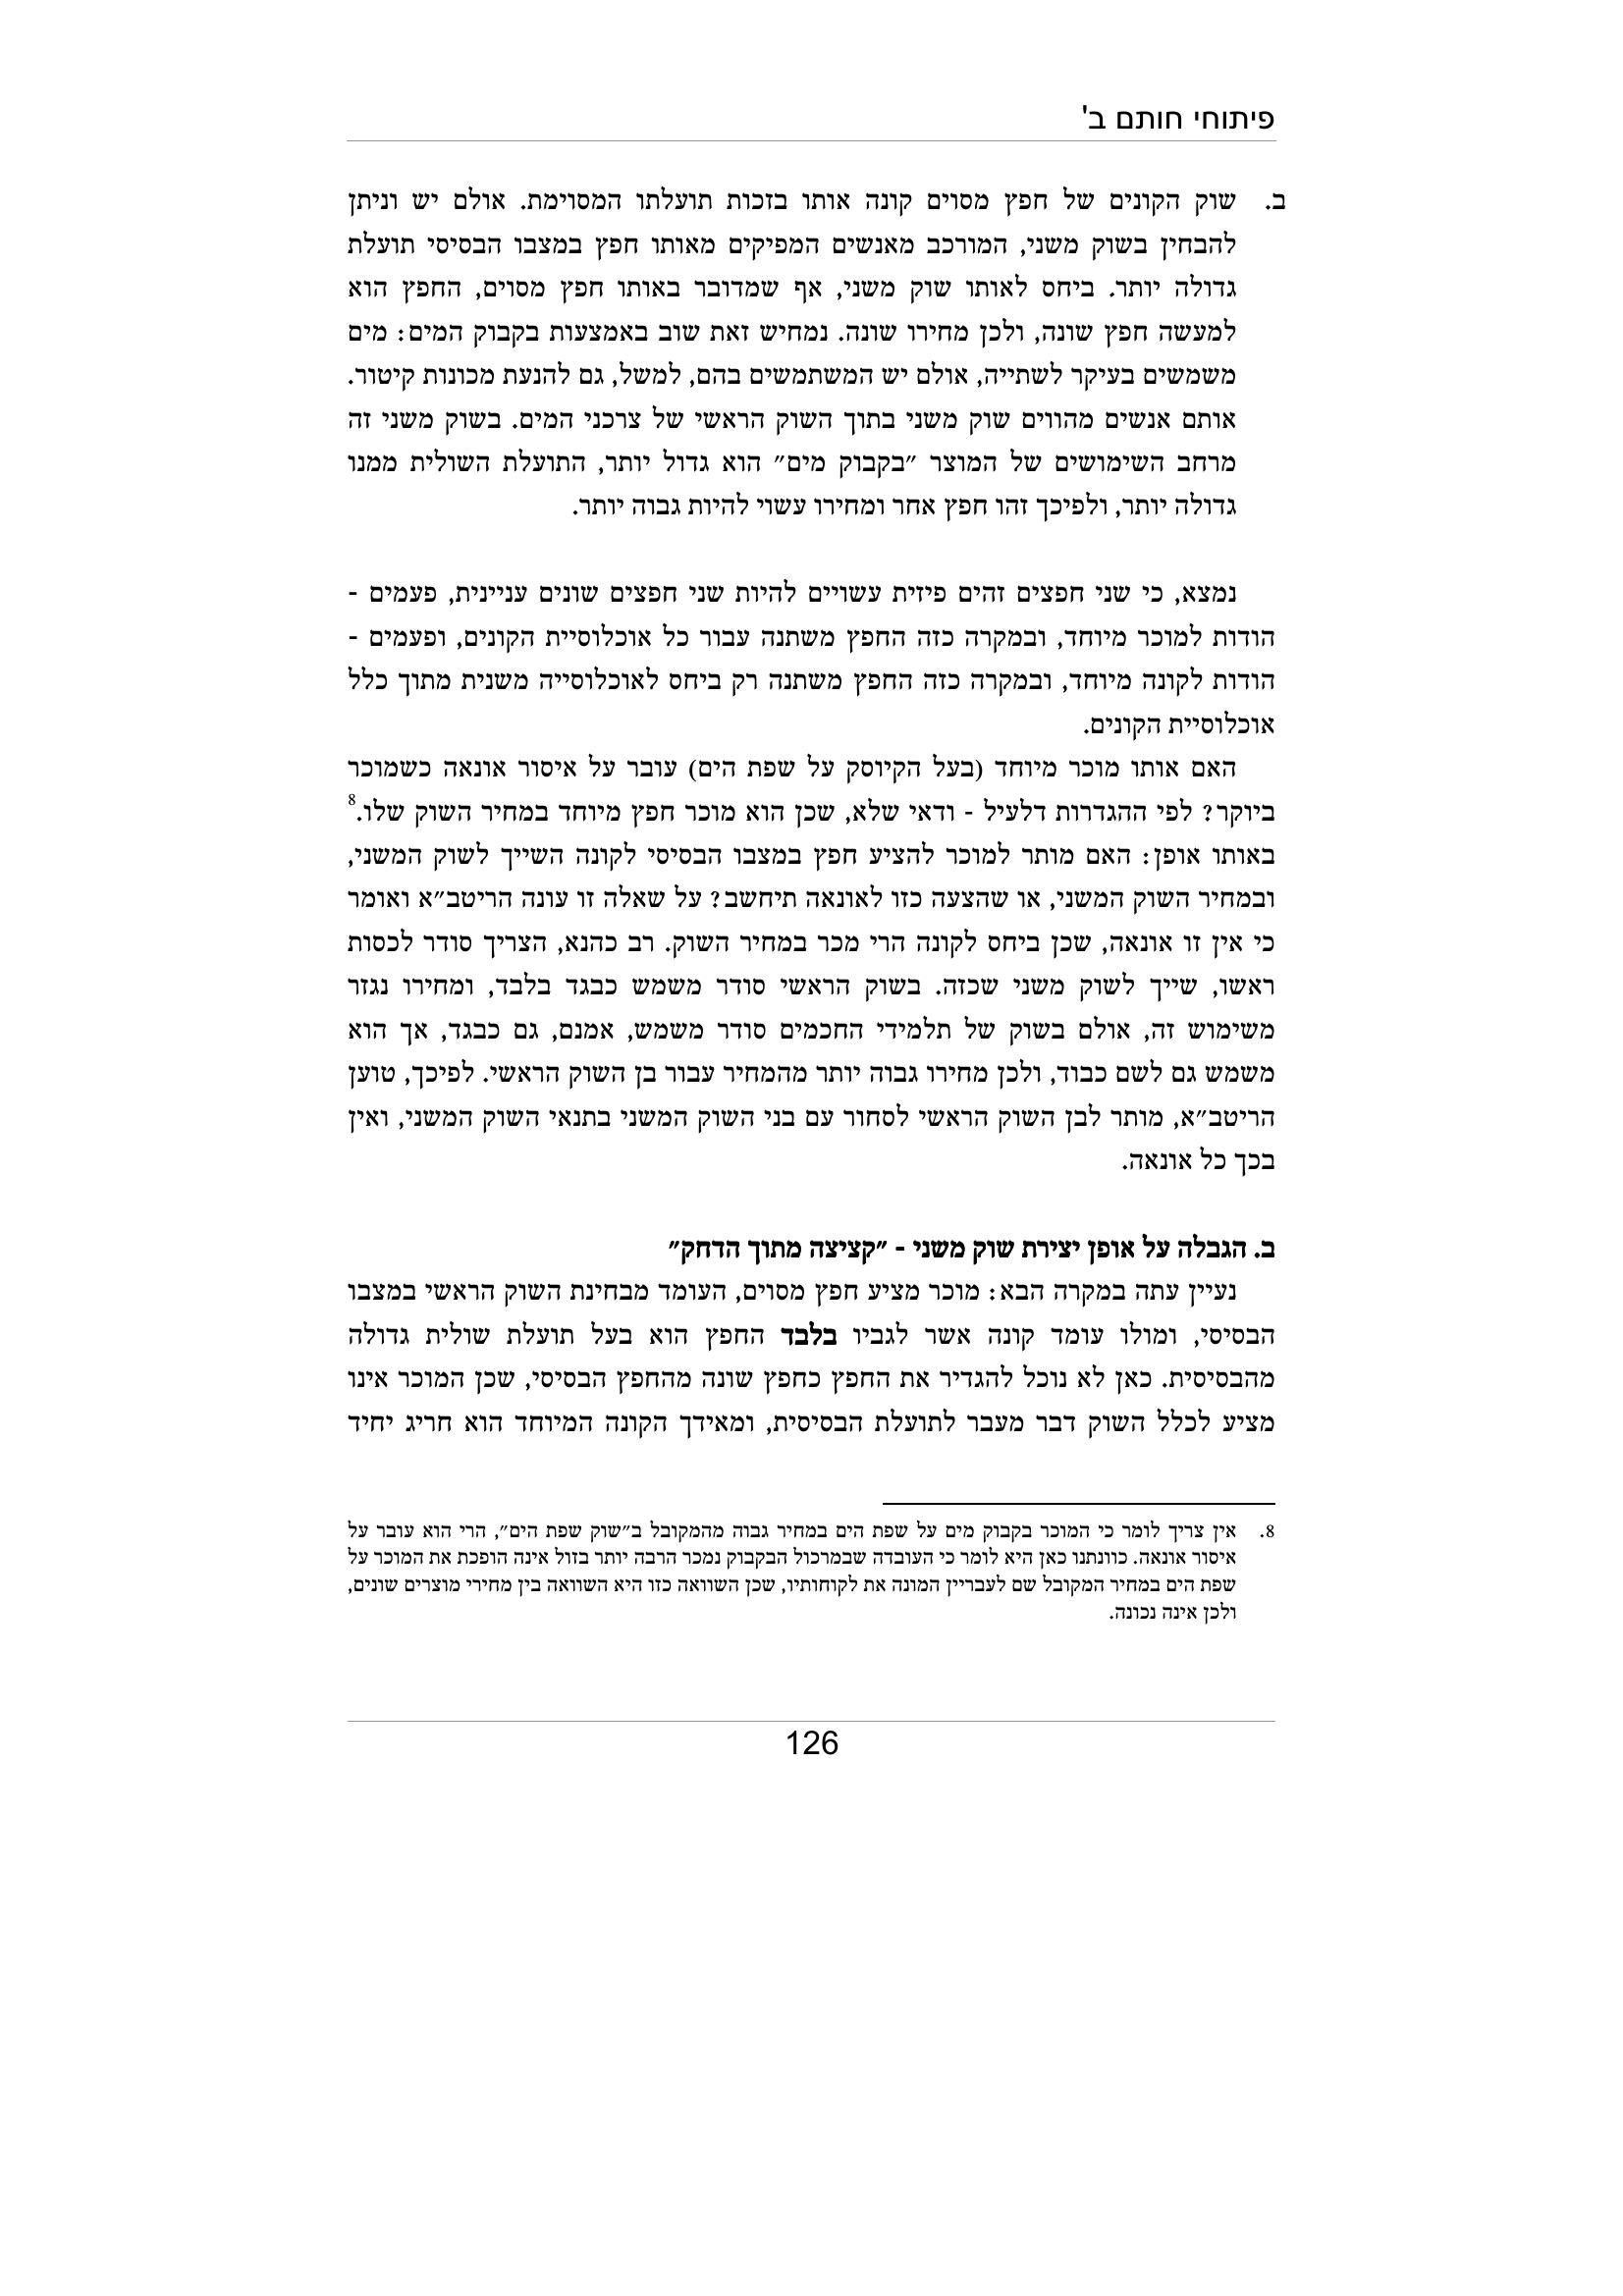 פיתוחי חותם ב'
ב. שוק הקונים של חפץ מסוים קונה אותו בזכות תועלתו המסוימת. אולם יש וניתן
להבחין בשוק משני, המורכב מאנשים המפיקים מאותו חפץ במצבו הבסיסי תועלת
גדולה יותר. ביחס לאותו שוק משני, אף שמדובר באותו חפץ מסוים, החפץ הוא
למעשה חפץ שונה, ולכן מחירו שונה. נמחיש זאת שוב באמצעות בקבוק המים: מים
משמשים בעיקר לשתייה, אולם יש המשתמשים בהם, למשל, גם להנעת מכונות קיטור.
אותם אנשים מהווים שוק משני בתוך השוק הראשי של צרכני המים. בשוק משני זה
מרחב השימושים של המוצר ״בקבוק מים״ הוא גדול יותר, התועלת השולית ממנו
גדולה יותר, ולפיכך זהו חפץ אחר ומחירו עשוי להיות גבוה יותר.
נמצא, כי שני חפצים זהים פיזית עשויים להיות שני חפצים שונים עניינית, פעמים -
הודות למוכר מיוחד, ובמקרה כזה החפץ משתנה עבור כל אוכלוסיית הקונים, ופעמים -
הודות לקונה מיוחד, ובמקרה כזה החפץ משתנה רק ביחס לאוכלוסייה משנית מתוך כלל
אוכלוסיית הקונים.
האם אותו מוכר מיוחד (בעל הקיוסק על שפת הים) עובר על איסור אונאה כשמוכר
ביוקר? לפי ההגדרות דלעיל - ודאי שלא, שכן הוא מוכר חפץ מיוחד במחיר השוק שלו.8
באותו אופן: האם מותר למוכר להציע חפץ במצבו הבסיסי לקונה השייך לשוק המשני,
ובמחיר השוק המשני, או שהצעה כזו לאונאה תיחשב? על שאלה זו עונה הריטב״א ואומר
כי אין זו אונאה, שכן ביחס לקונה הרי מכר במחיר השוק. רב כהנא, הצריך סודר לכסות
ראשו, שייך לשוק משני שכזה. בשוק הראשי סודר משמש כבגד בלבד, ומחירו נגזר
משימוש זה, אולם בשוק של תלמידי החכמים סודר משמש, אמנם, גם כבגד, אך הוא
משמש גם לשם כבוד, ולכן מחירו גבוה יותר מהמחיר עבור בן השוק הראשי. לפיכך, טוען
הריטב״א, מותר לבן השוק הראשי לסחור עם בני השוק המשני בתנאי השוק המשני, ואין
בכך כל אונאה.
ב. הגבלה על אופן יצירת שוק משני - ״קציצה מתוך הדחק״
נעיין עתה במקרה הבא: מוכר מציע חפץ מסוים, העומד מבחינת השוק הראשי במצבו
הבסיסי, ומולו עומד קונה אשר לגביו בלבד החפץ הוא בעל תועלת שולית גדולה
מהבסיסית. כאן לא נוכל להגדיר את החפץ כחפץ שונה מהחפץ הבסיסי, שכן המוכר אינו
מציע לכלל השוק דבר מעבר לתועלת הבסיסית, ומאידך הקונה המיוחד הוא חריג יחיד
8. אין צריך לומר כי המוכר בקבוק מים על שפת הים במחיר גבוה מהמקובל ב״שוק שפת הים״, הרי הוא עובר על
איסור אונאה. כוונתנו כאן היא לומר כי העובדה שבמרכול הבקבוק נמכר הרבה יותר בזול אינה הופכת את המוכר על
שפת הים במחיר המקובל שם לעבריין המונה את לקוחותיו, שכן השוואה כזו היא השוואה בין מחירי מוצרים שונים,
ולכן אינה נכונה.
126